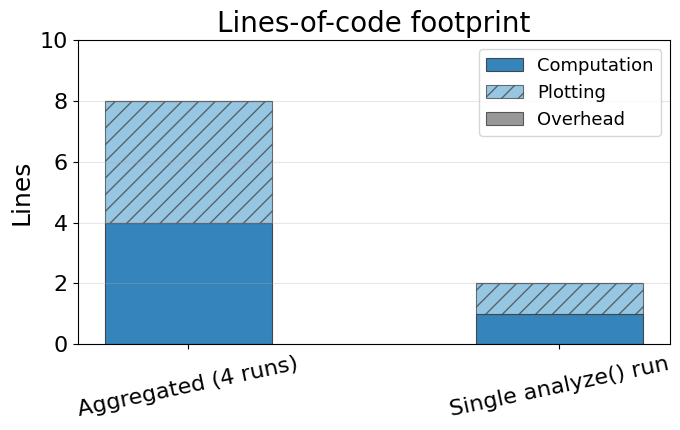 Lines-of-code footprint
10
8
6
4
2
0
Lines
Computation
Plotting
Overhead
Aggregated (4 runs)
Single analyze() run